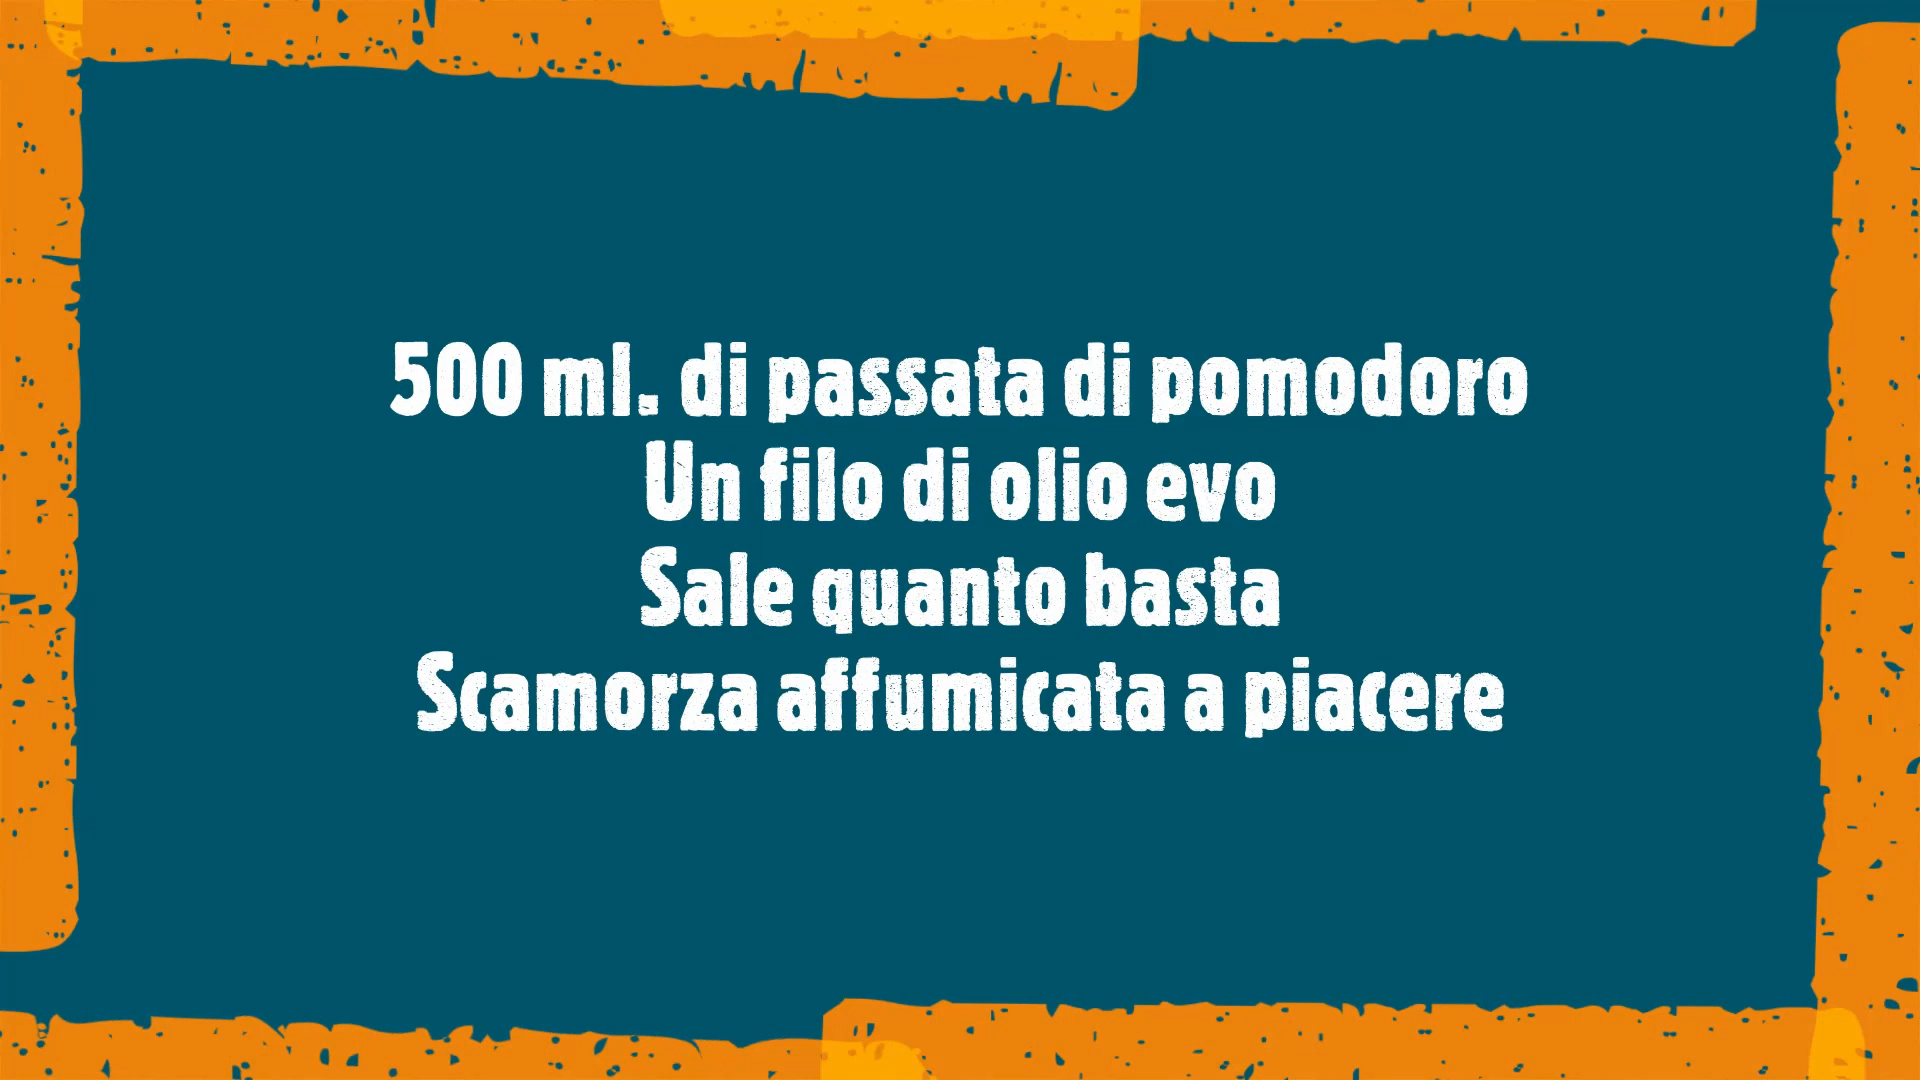 500 ml. di passata di pomodoro
Un filo di olio evo
Sale quanto basta
Scamorza affumicata a piacere